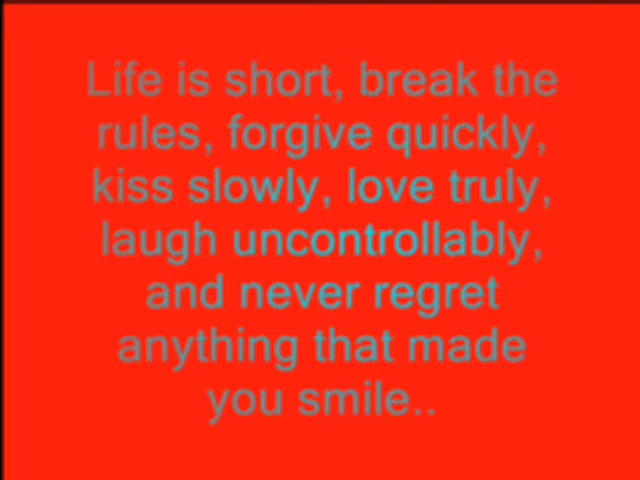 Life is short, break the
rules, forgive quickly,
kiss slowly, love truly,
laugh uncontrollably,
and never regret
anything that made
you smile..